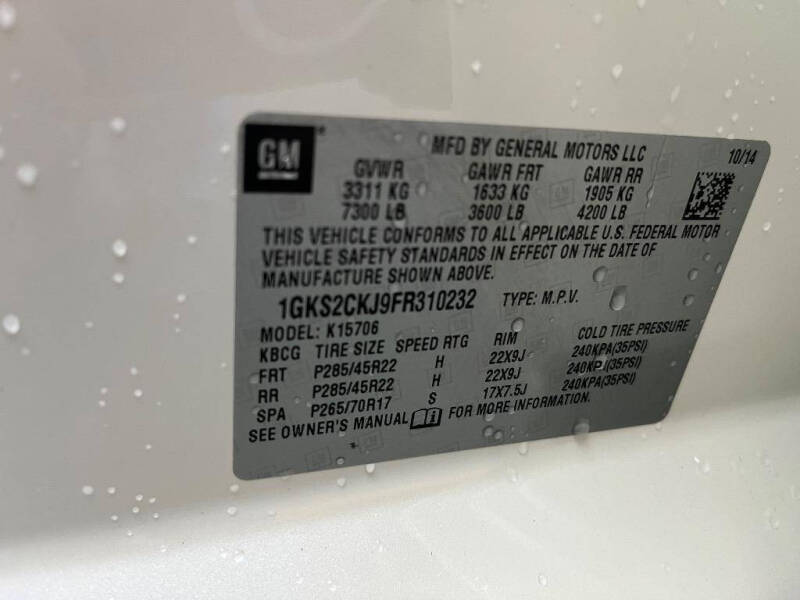 GM
MFD BY GENERAL MOTORS LLC 10/14
GVWR GAWR FRT GAWR RR
3311 KG 1633 KG 1905 KG
7300 LB 3600 LB 4200 LB
THIS VEHICLE CONFORMS TO ALL APPLICABLE U.S. FEDERAL MOTOR
VEHICLE SAFETY STANDARDS IN EFFECT ON THE DATE OF
MANUFACTURE SHOWN ABOVE.
1GKS2CKJ9FR310232 TYPE: M.P.V.
MODEL: K15706
KBCG TIRE SIZE SPEED RTG RIM COLD TIRE PRESSURE
FRT P285/45R22 H 22X9J 240KPA(35PSI)
RR P285/45R22 H 22X9J 240KPA(35PSI)
SPA P265/70R17 S 17X7.5J 240KPA(35PSI)
SEE OWNER'S MANUAL FOR MORE INFORMATION.